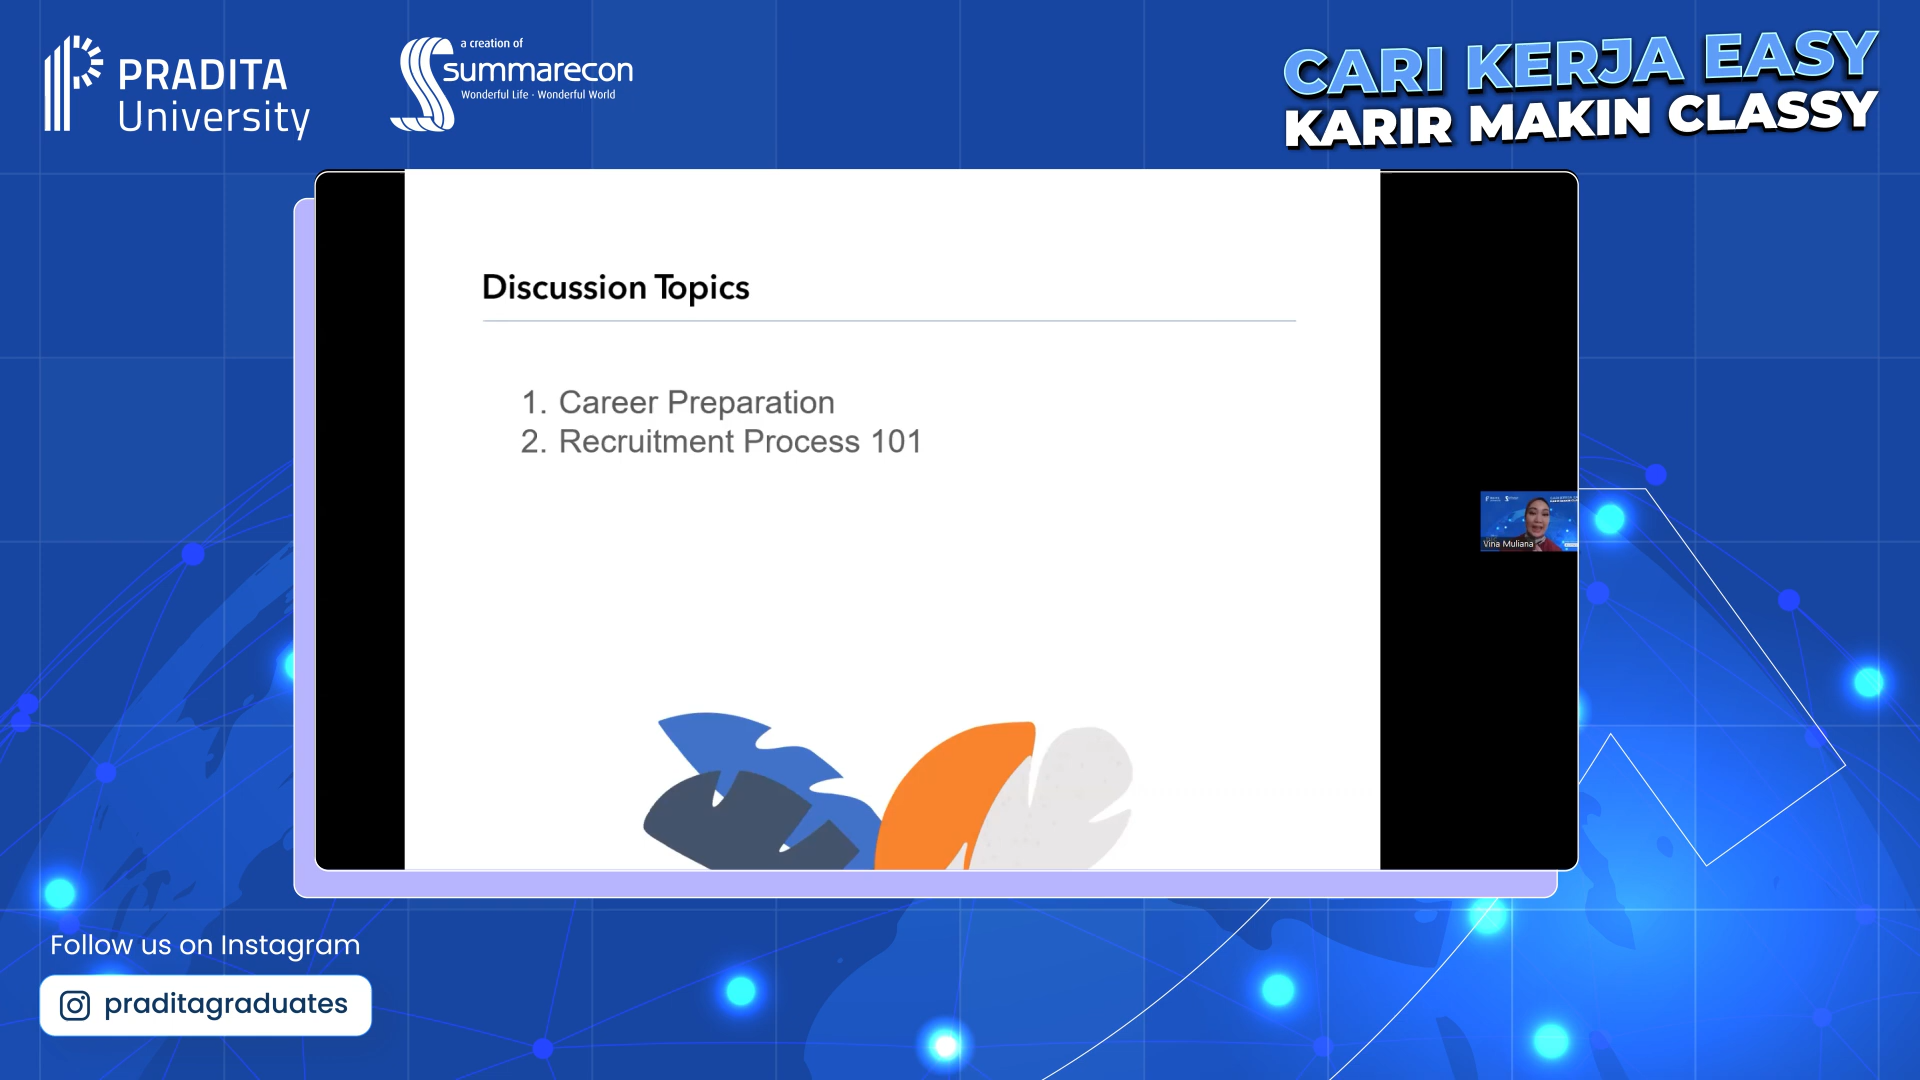 PRADITA
University
a creation of
summarecon
Wonderful Life - Wonderful World
CARI KERJA EASY
KARIR MAKIN CLASSY
Discussion Topics
1. Career Preparation
2. Recruitment Process 101
Vina Muliana
Follow us on Instagram
praditagraduates